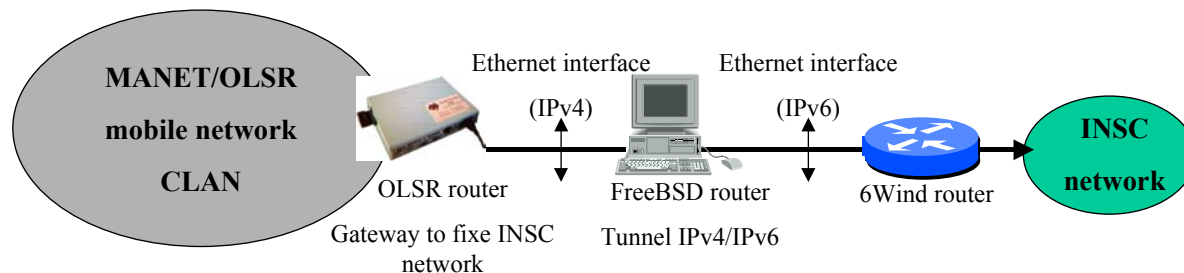 MANET/OLSR
mobile network
CLAN
Ethernet interface
(IPv4)
Ethernet interface
(IPv6)
OLSR router
Gateway to fixe INSC
network
FreeBSD router
Tunnel IPv4/IPv6
6Wind router
INSC
network